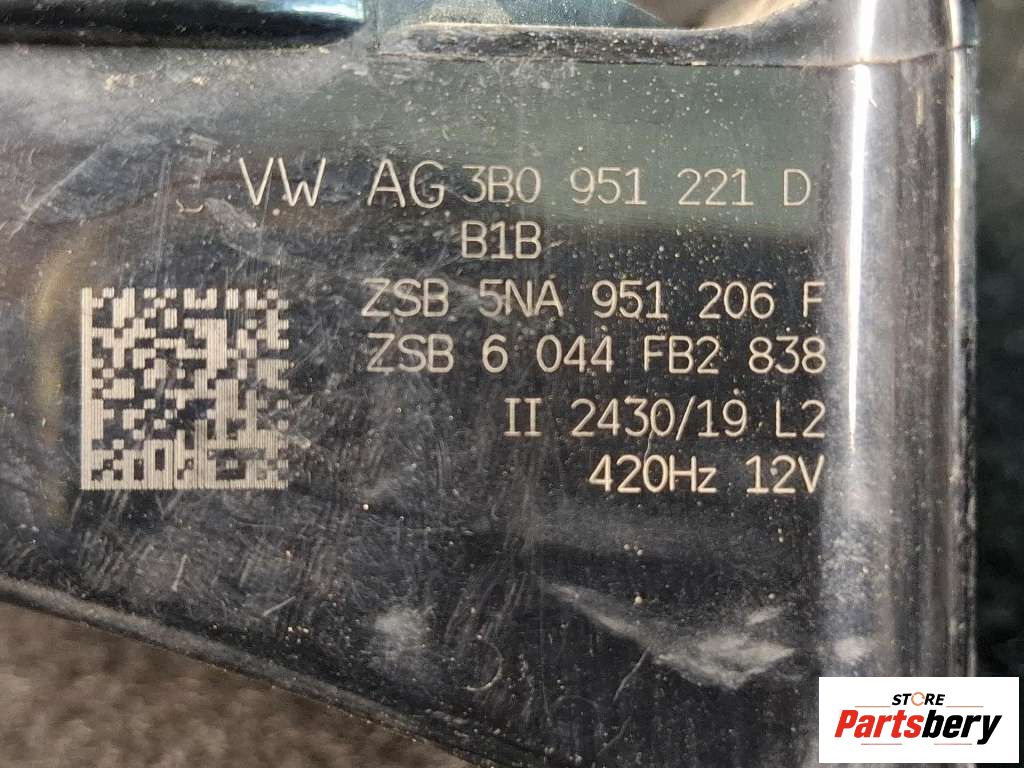 VW AG 3B0 951 221 D
B1B
ZSB 5NA 951 206 F
ZSB 6 044 FB2 838
II 2430/19 L2
420Hz 12V
STORE
Partsbery